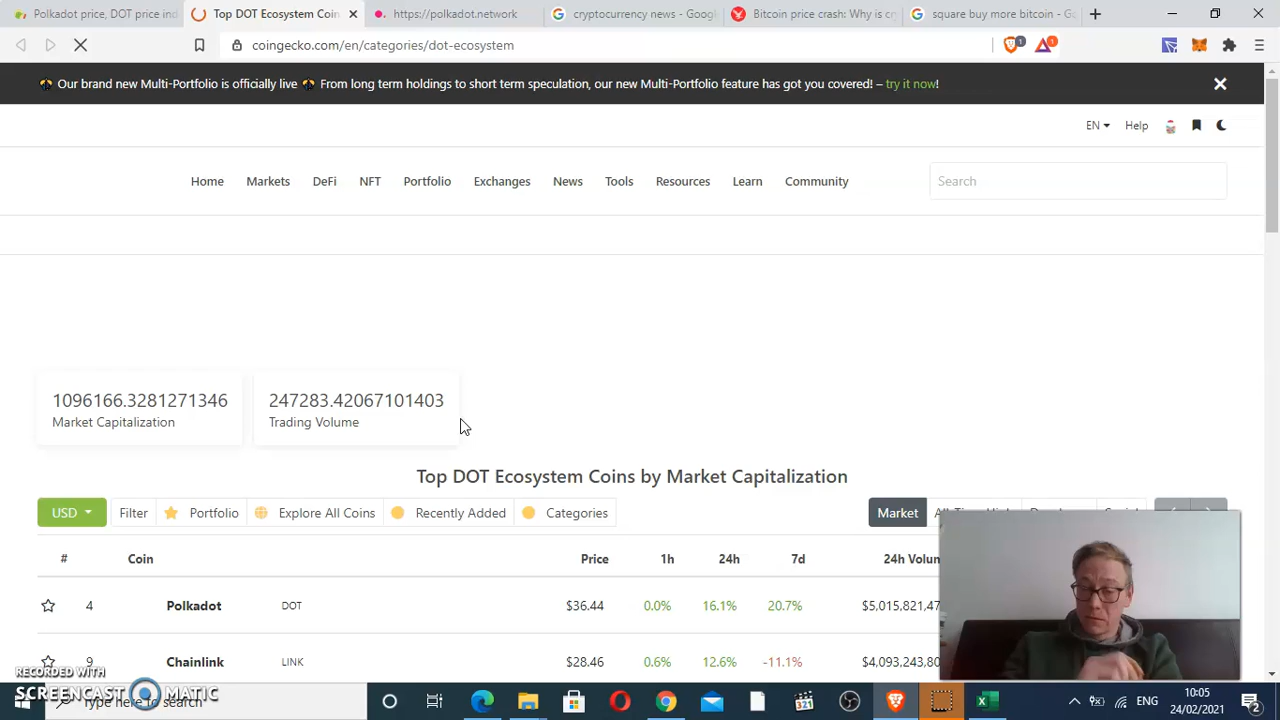 Polkadot price, DOT price ind
Top DOT Ecosystem Coin
https://polkadot.network
cryptocurrency news - Googl
Bitcoin price crash: Why is cr
square buy more bitcoin - Go
coingecko.com/en/categories/dot-ecosystem
1
1
Our brand new Multi-Portfolio is officially live From long term holdings to short term speculation, our new Multi-Portfolio feature has got you covered! – try it now!
EN Help
Home Markets DeFi NFT Portfolio Exchanges News Tools Resources Learn Community Search
1096166.3281271346 247283.42067101403
Market Capitalization Trading Volume
Top DOT Ecosystem Coins by Market Capitalization
USD Filter Portfolio Explore All Coins Recently Added Categories Market
# Coin Price 1h 24h 7d 24h Volum
4 Polkadot DOT $36.44 0.0% 16.1% 20.7% $5,015,821,47
9 Chainlink LINK $28.46 0.6% 12.6% -11.1% $4,093,243,80
RECORDED WITH
SCREENCAST MATIC
Type here to search
321
ENG
10:05
24/02/2021
2